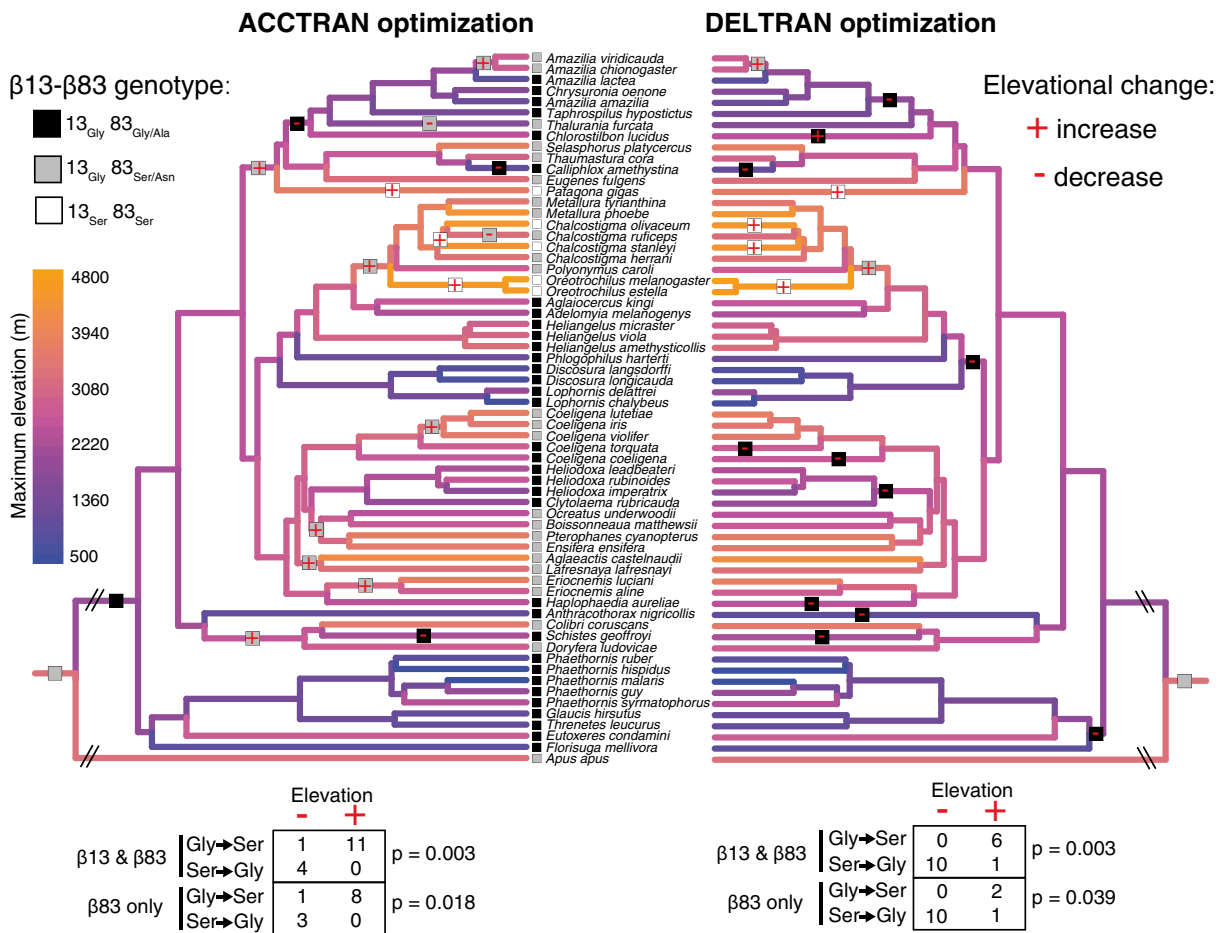 ACCTRAN optimization
DELTRAN optimization
β13-β83 genotype:
13Gly 83Gly/Ala
13Gly 83Ser/Asn
13Ser 83Ser
Maximum elevation (m)
4800
3940
3080
2220
1360
500
Amazilia viridicauda
Amazilia chionogaster
Amazilia lactea
Chrysuronia oenone
Amazilia amazilia
Taphrospilus hypostictus
Thalurania furcata
Chlorostilbon lucidus
Selasphorus platycercus
Thaumastura cora
Calliphlox amethystina
Eugenes fulgens
Patagona gigas
Metallura tyrianthina
Metallura phoebe
Chalcostigma olivaceum
Chalcostigma ruficeps
Chalcostigma stanleyi
Chalcostigma herrani
Polyonymus caroli
Oreotrochilus melanogaster
Oreotrochilus estella
Aglaiocercus kingi
Adelomyia melanogenys
Heliangelus micraster
Heliangelus viola
Heliangelus amethysticollis
Phlogophilus harterti
Discosura langsdorffi
Discosura longicauda
Lophornis delattrei
Lophornis chalybeus
Coeligena lutetiae
Coeligena iris
Coeligena violifer
Coeligena torquata
Coeligena coeligena
Heliodoxa leadbeateri
Heliodoxa rubinoides
Heliodoxa imperatrix
Clytolaema rubricauda
Ocreatus underwoodii
Boissonneaua matthewsii
Pterophanes cyanopterus
Ensifera ensifera
Aglaeactis castelnaudii
Lafresnaya lafresnayi
Eriocnemis luciani
Eriocnemis aline
Haplophaedia aureliae
Anthracothorax nigricollis
Colibri coruscans
Schistes geoffroyi
Doryfera ludovicae
Phaethornis ruber
Phaethornis hispidus
Phaethornis malaris
Phaethornis guy
Phaethornis syrmatophorus
Glaucis hirsutus
Threnetes leucurus
Eutoxeres condamini
Florisuga mellivora
Apus apus
Elevational change:
+ increase
- decrease
Elevation
- +
β13 & β83
Gly→Ser 1 11
Ser→Gly 4 0
p = 0.003
β83 only
Gly→Ser 1 8
Ser→Gly 3 0
p = 0.018
Elevation
- +
β13 & β83
Gly→Ser 0 6
Ser→Gly 10 1
p = 0.003
β83 only
Gly→Ser 0 2
Ser→Gly 10 1
p = 0.039